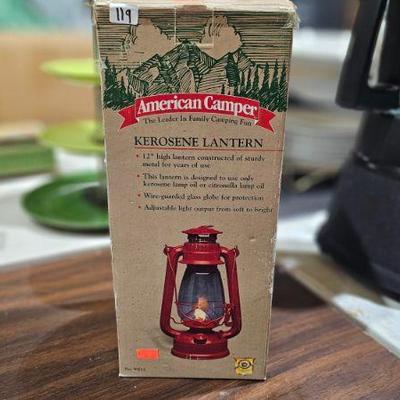 119
American Camper
The Leader In Family Camping Fun
KEROSENE LANTERN
• 12" high lantern constructed of sturdy
metal for years of use
• This lantern is designed to use only
kerosene lamp oil or citronella lamp oil
• Wire-guarded glass globe for protection
• Adjustable light output from soft to bright